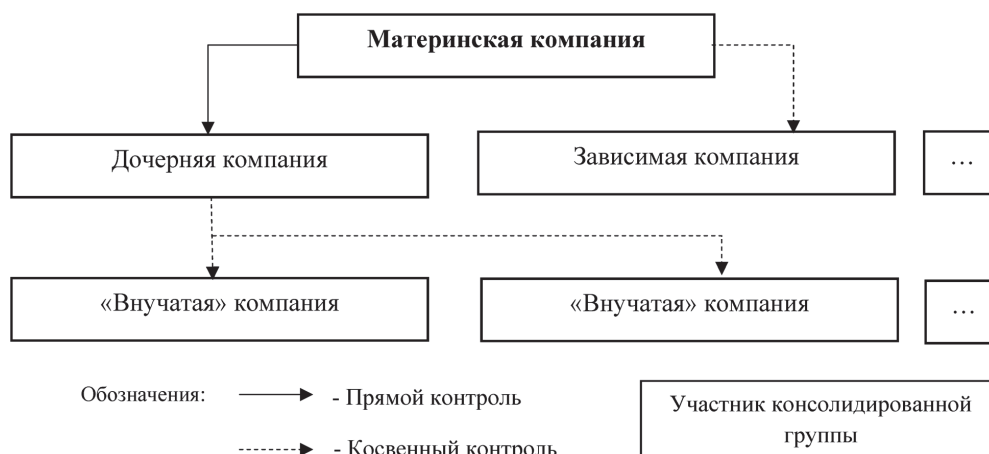 Материнская компания
Дочерняя компания
Зависимая компания
…
«Внучатая» компания
«Внучатая» компания
…
Обозначения:
- Прямой контроль
- Косвенный контроль
Участник консолидированной
группы